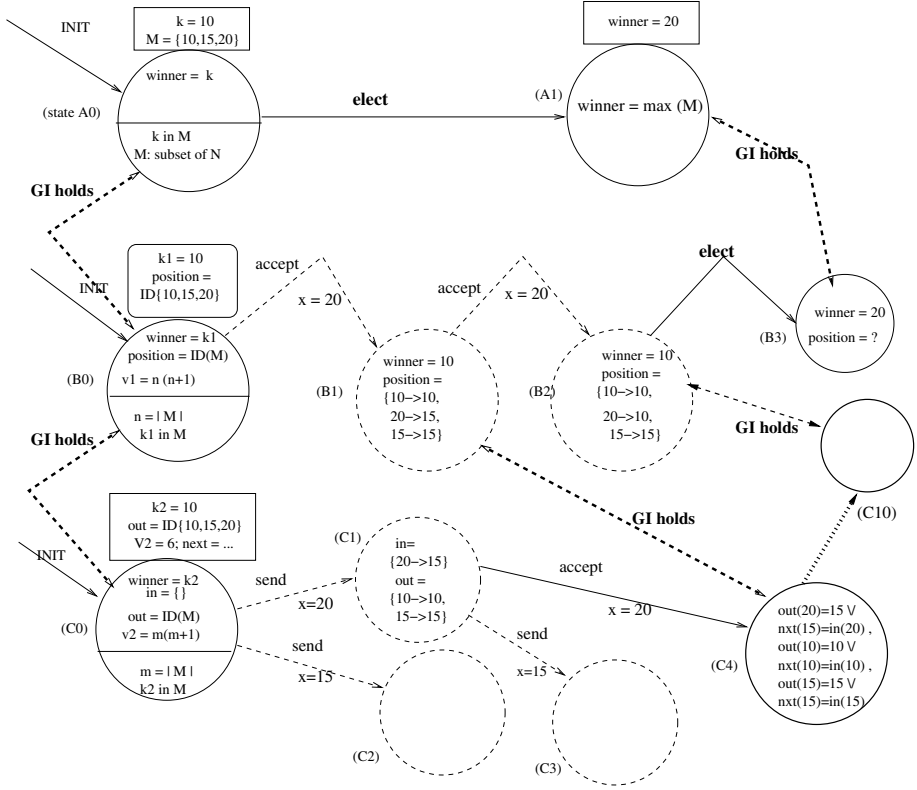 INIT
k = 10
M = {10,15,20}
winner = k
(state A0)
k in M
M: subset of N
elect
winner = 20
(A1)
winner = max (M)
GI holds
GI holds
INIT
k1 = 10
position =
ID{10,15,20}
winner = k1
position = ID(M)
v1 = n (n+1)
(B0)
n = | M |
k1 in M
accept
x = 20
winner = 10
position =
{10–>10,
20–>15,
15–>15}
(B1)
accept
x = 20
winner = 10
position =
{10–>10,
20–>10,
15–>15}
(B2)
elect
winner = 20
position = ?
(B3)
GI holds
GI holds
GI holds
(C10)
INIT
k2 = 10
out = ID{10,15,20}
V2 = 6; next = ...
winner = k2
in = {}
out = ID(M)
v2 = m(m+1)
(C0)
m = | M |
k2 in M
send
x=20
send
x=15
(C1)
in=
{20–>15}
out =
{10–>10,
15–>15}
accept
x = 20
send
x=15
(C2)
(C3)
(C4)
out(20)=15 \/
nxt(15)=in(20) ,
out(10)=10 \/
nxt(10)=in(10) ,
out(15)=15 \/
nxt(15)=in(15)